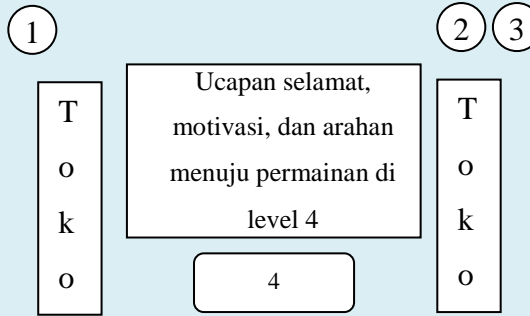 1
2
3
T
o
k
o
Ucapan selamat,
motivasi, dan arahan
menuju permainan di
level 4
4
T
o
k
o